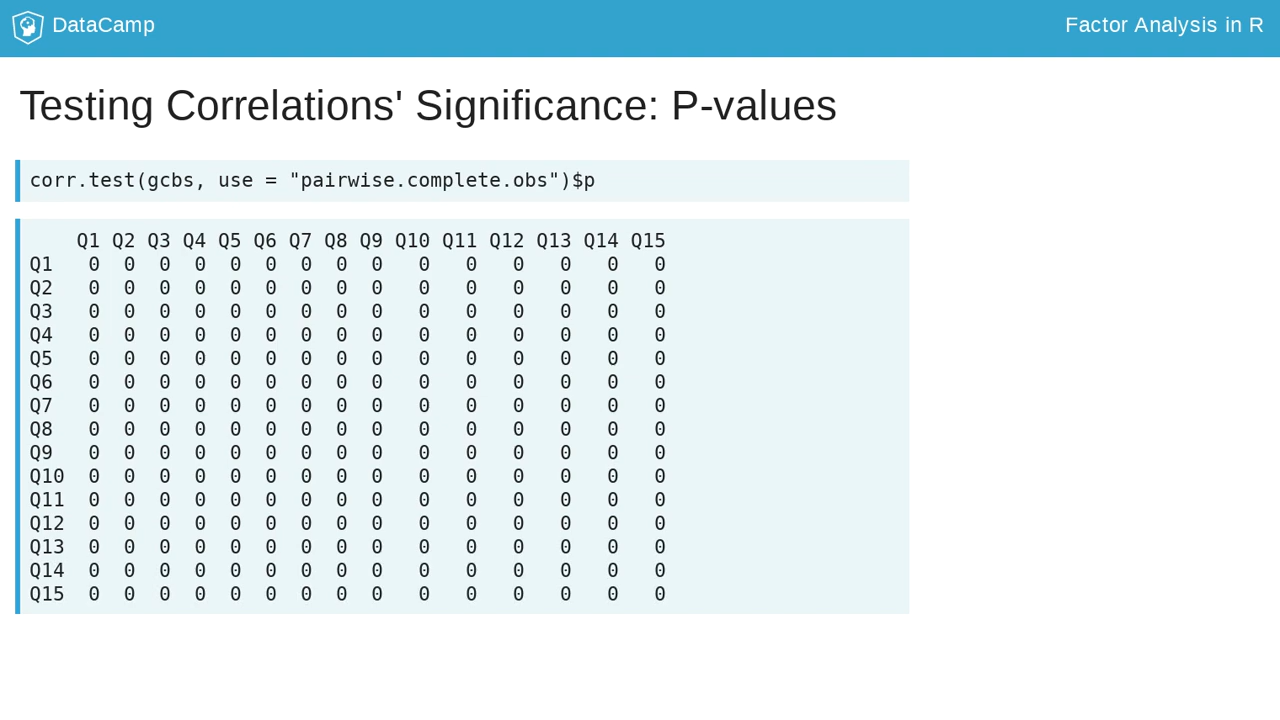 DataCamp
Factor Analysis in R
Testing Correlations' Significance: P-values
corr.test(gcbs, use = "pairwise.complete.obs")$p
    Q1 Q2 Q3 Q4 Q5 Q6 Q7 Q8 Q9 Q10 Q11 Q12 Q13 Q14 Q15
Q1   0  0  0  0  0  0  0  0  0   0   0   0   0   0   0
Q2   0  0  0  0  0  0  0  0  0   0   0   0   0   0   0
Q3   0  0  0  0  0  0  0  0  0   0   0   0   0   0   0
Q4   0  0  0  0  0  0  0  0  0   0   0   0   0   0   0
Q5   0  0  0  0  0  0  0  0  0   0   0   0   0   0   0
Q6   0  0  0  0  0  0  0  0  0   0   0   0   0   0   0
Q7   0  0  0  0  0  0  0  0  0   0   0   0   0   0   0
Q8   0  0  0  0  0  0  0  0  0   0   0   0   0   0   0
Q9   0  0  0  0  0  0  0  0  0   0   0   0   0   0   0
Q10  0  0  0  0  0  0  0  0  0   0   0   0   0   0   0
Q11  0  0  0  0  0  0  0  0  0   0   0   0   0   0   0
Q12  0  0  0  0  0  0  0  0  0   0   0   0   0   0   0
Q13  0  0  0  0  0  0  0  0  0   0   0   0   0   0   0
Q14  0  0  0  0  0  0  0  0  0   0   0   0   0   0   0
Q15  0  0  0  0  0  0  0  0  0   0   0   0   0   0   0